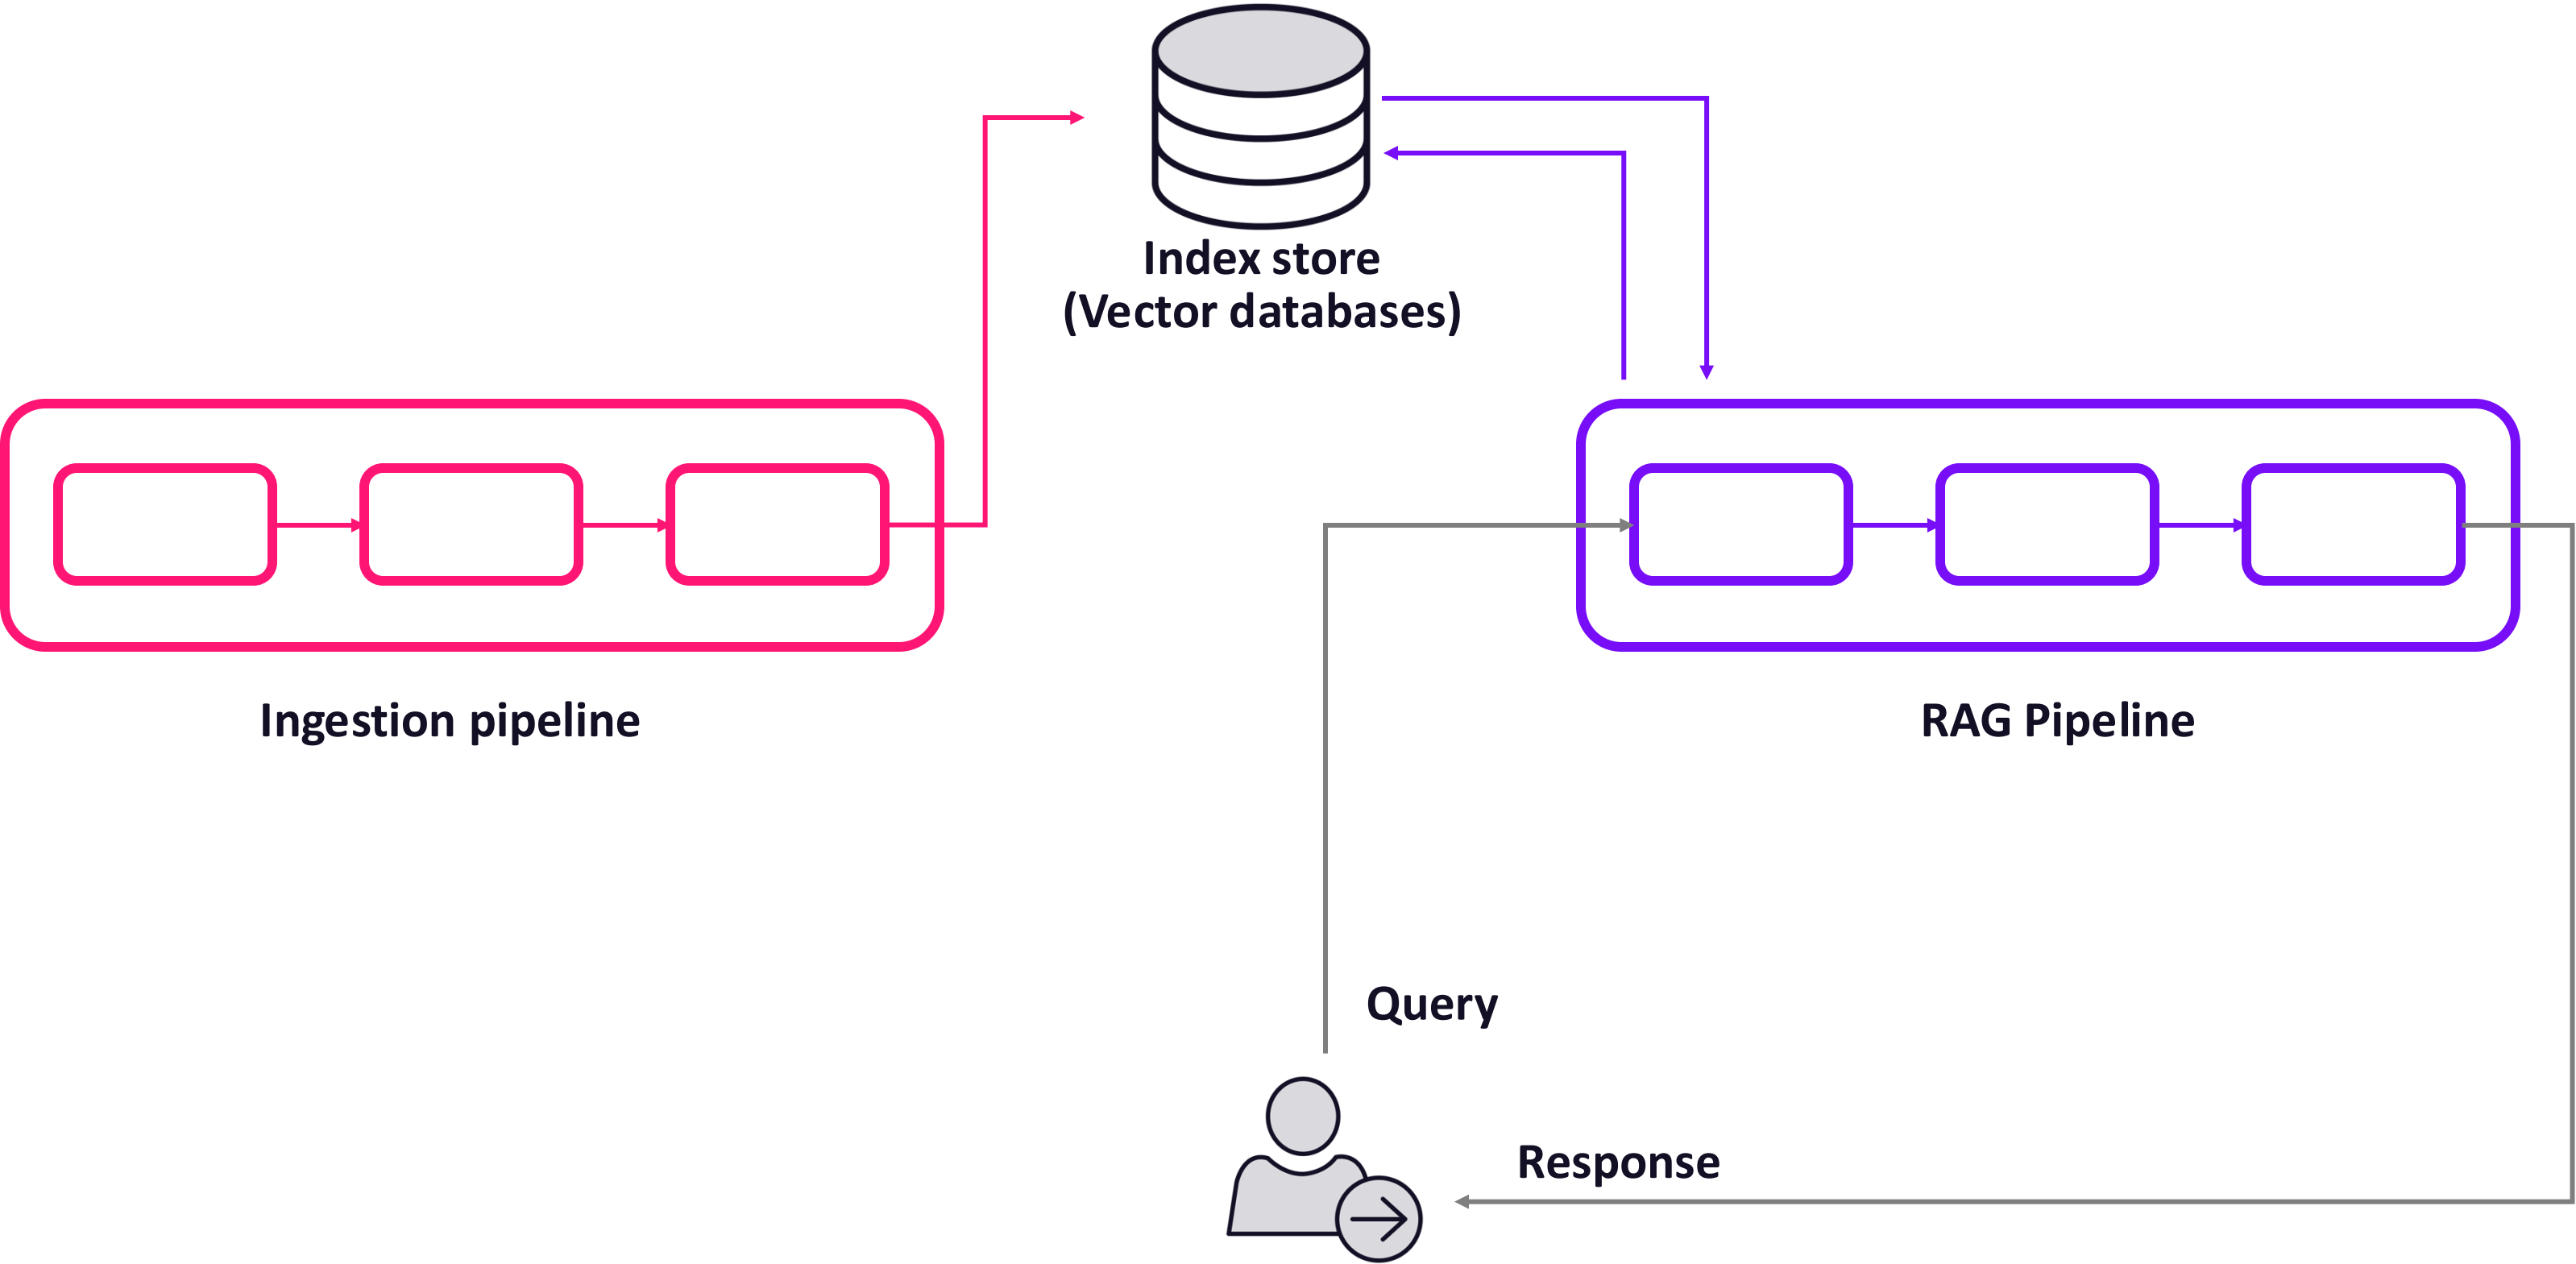 Index store
(Vector databases)
Ingestion pipeline
RAG Pipeline
Query
Response